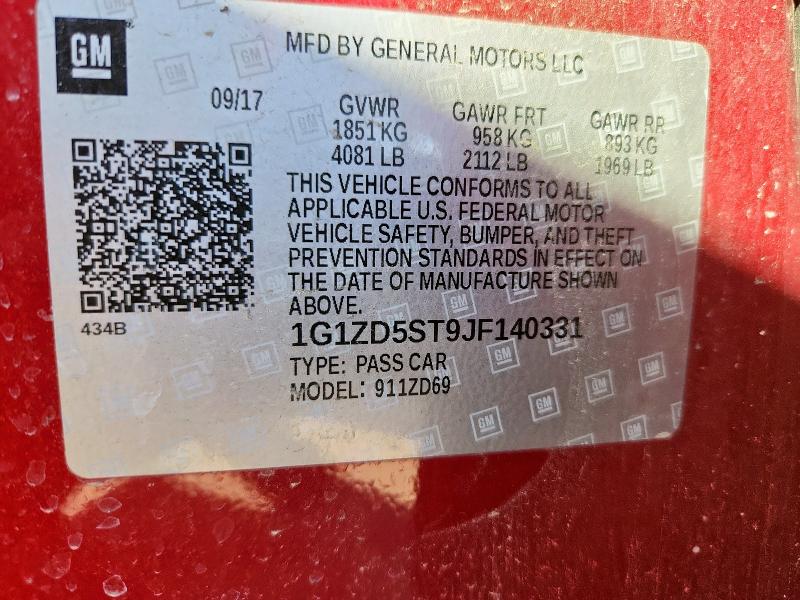 GM
MFD BY GENERAL MOTORS LLC
09/17
GVWR GAWR FRT GAWR RR
1851 KG 958 KG 893 KG
4081 LB 2112 LB 1969 LB
THIS VEHICLE CONFORMS TO ALL
APPLICABLE U.S. FEDERAL MOTOR
VEHICLE SAFETY, BUMPER, AND THEFT
PREVENTION STANDARDS IN EFFECT ON
THE DATE OF MANUFACTURE SHOWN
ABOVE.
434B
1G1ZD5ST9JF140331
TYPE: PASS CAR
MODEL: 911ZD69